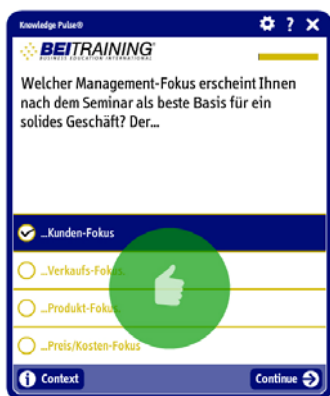 Knowledge Pulse®
? X
BEITRAINING®
BUSINESS EDUCATION INTERNATIONAL
Welcher Management-Fokus erscheint Ihnen
nach dem Seminar als beste Basis für ein
solides Geschäft? Der...
...Kunden-Fokus
...Verkaufs-Fokus
...Produkt-Fokus
...Preis/Kosten-Fokus
i Context
Continue